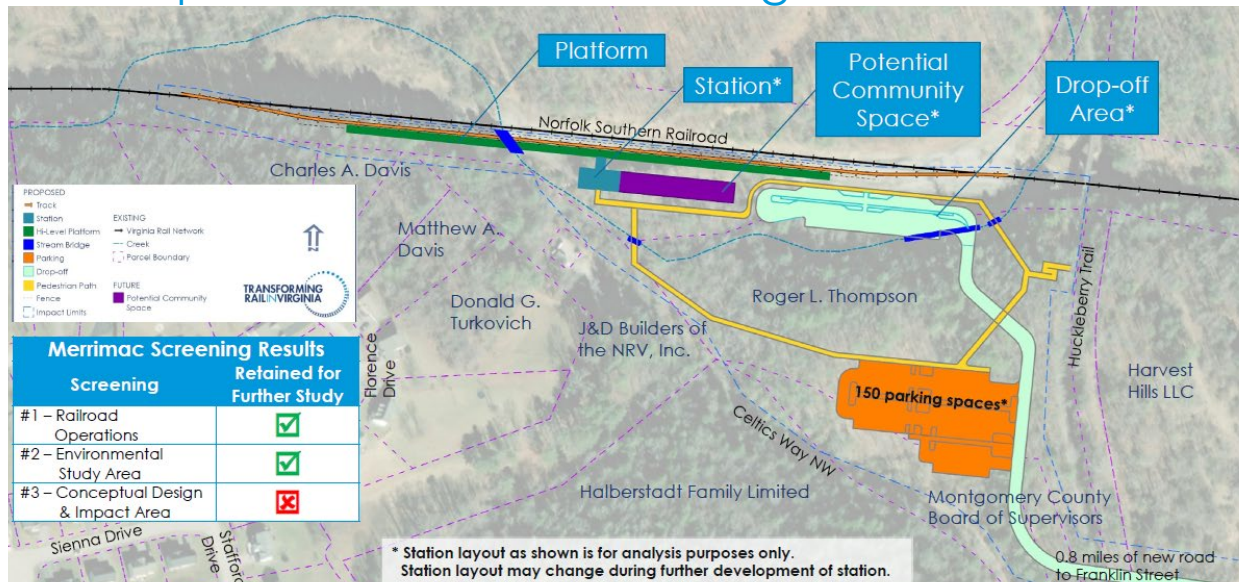 Platform
Station*
Potential
Community
Space*
Drop-off
Area*
Norfolk Southern Railroad
Charles A. Davis
Matthew A.
Davis
Donald G.
Turkovich
J&D Builders of
the NRV, Inc.
Roger L. Thompson
Huckleberry Trail
Harvest
Hills LLC
Florence
Drive
150 parking spaces*
Celtics Way NW
Halberstadt Family Limited
Montgomery County
Board of Supervisors
Sienna Drive
Stafford
Drive
0.8 miles of new road
to Franklin Street
PROPOSED
Track
Station
Hi-Level Platform
Stream Bridge
Parking
Drop-off
Pedestrian Path
Fence
Impact Limits
EXISTING
Virginia Rail Network
Creek
Parcel Boundary
FUTURE
Potential Community
Space
TRANSFORMING
RAILINVIRGINIA
Merrimac Screening Results
Screening
Retained for
Further Study
#1 – Railroad
Operations
#2 – Environmental
Study Area
#3 – Conceptual Design
& Impact Area
* Station layout as shown is for analysis purposes only.
Station layout may change during further development of station.